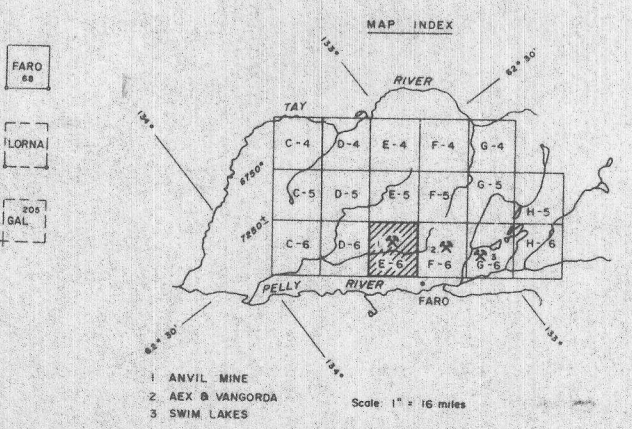 MAP INDEX
FARO
68
LORNA
205
GAL
133°
62° 30'
RIVER
TAY
134°
C-4 D-4 E-4 F-4 G-4
6750°
C-5 D-5 E-5 F-5 G-5
H-5
7250±
C-6 D-6 1 E-6 2 F-6 3 G-6 H-6
PELLY RIVER
FARO
62° 30'
134°
133°
1 ANVIL MINE
2 AEX & VANGORDA
3 SWIM LAKES
Scale: 1" = 16 miles